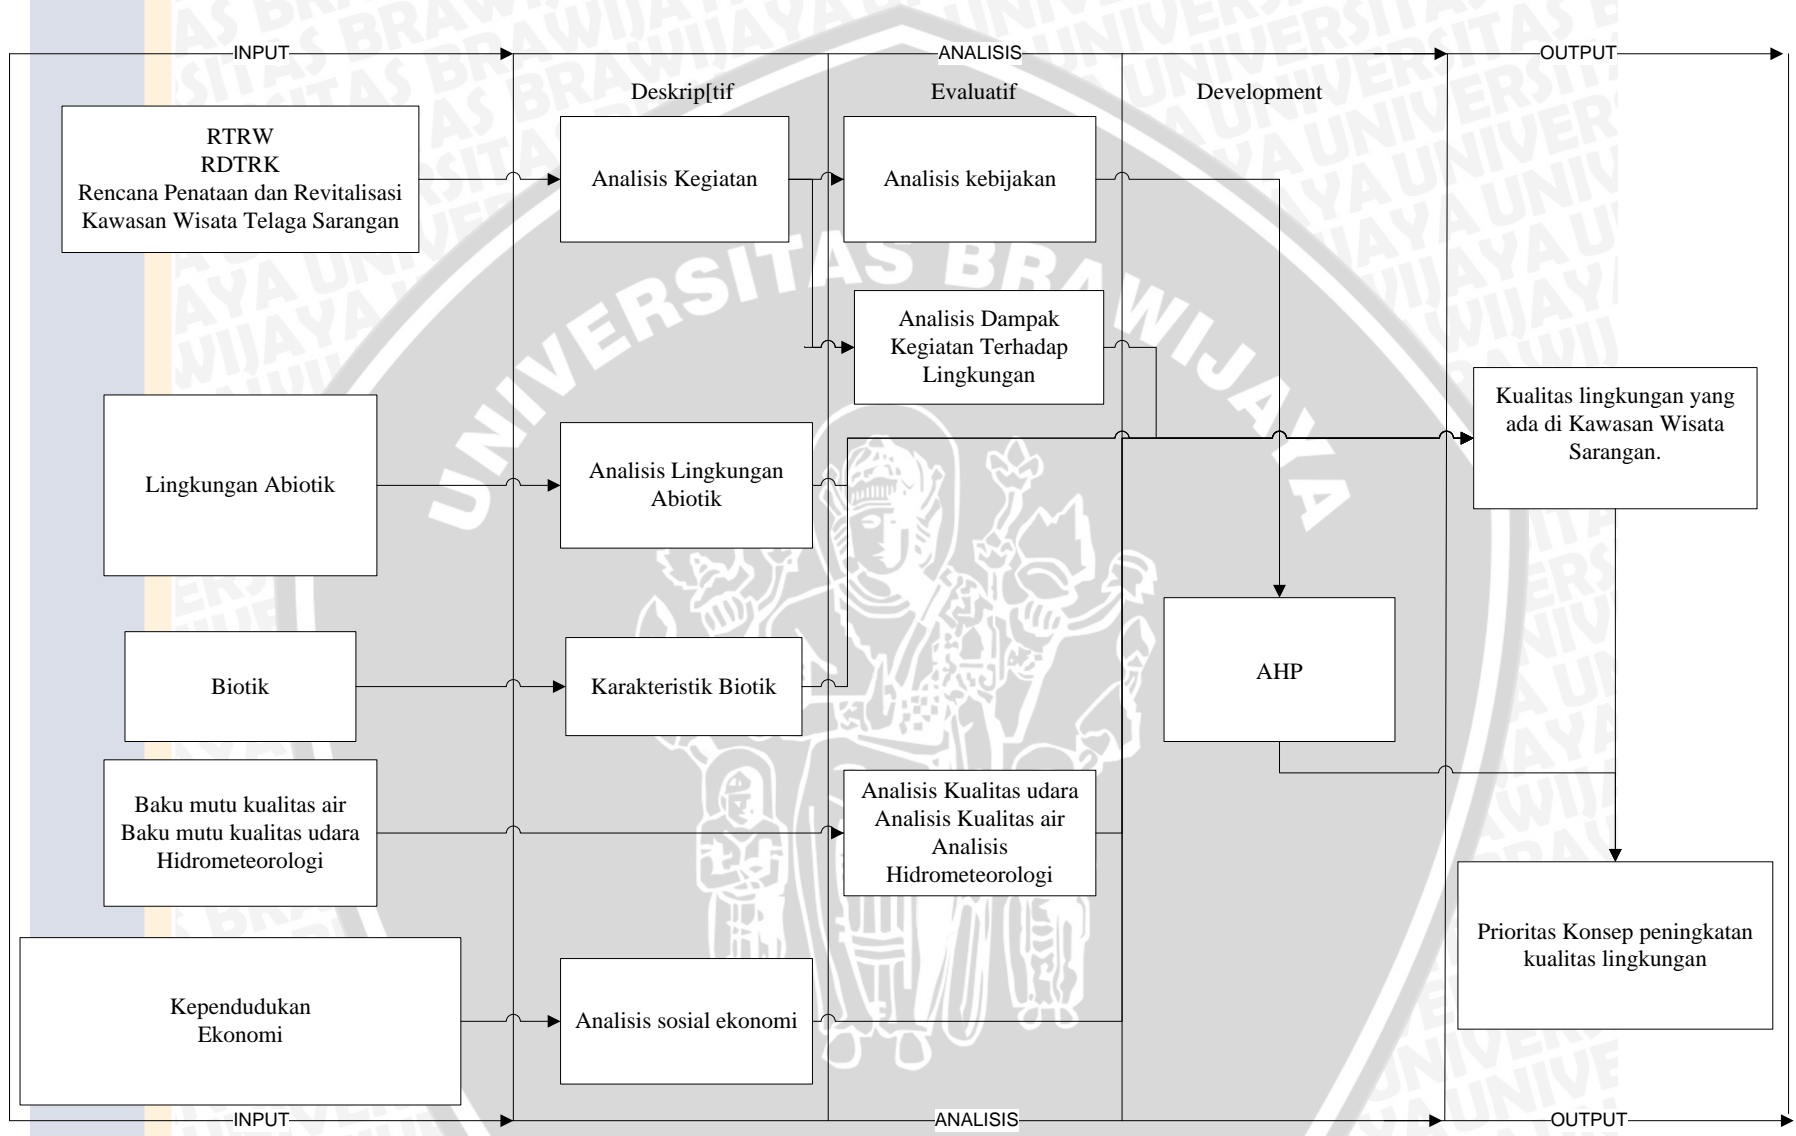 INPUT
ANALISIS
OUTPUT
Deskrip[tif
Evaluatif
Development
RTRW
RDTRK
Rencana Penataan dan Revitalisasi
Kawasan Wisata Telaga Sarangan
Analisis Kegiatan
Analisis kebijakan
Analisis Dampak
Kegiatan Terhadap
Lingkungan
Kualitas lingkungan yang
ada di Kawasan Wisata
Sarangan.
Lingkungan Abiotik
Analisis Lingkungan
Abiotik
Biotik
Karakteristik Biotik
AHP
Baku mutu kualitas air
Baku mutu kualitas udara
Hidrometeorologi
Analisis Kualitas udara
Analisis Kualitas air
Analisis
Hidrometeorologi
Prioritas Konsep peningkatan
kualitas lingkungan
Kependudukan
Ekonomi
Analisis sosial ekonomi
INPUT
ANALISIS
OUTPUT
UNIVERSITAS BRAWIJAYA